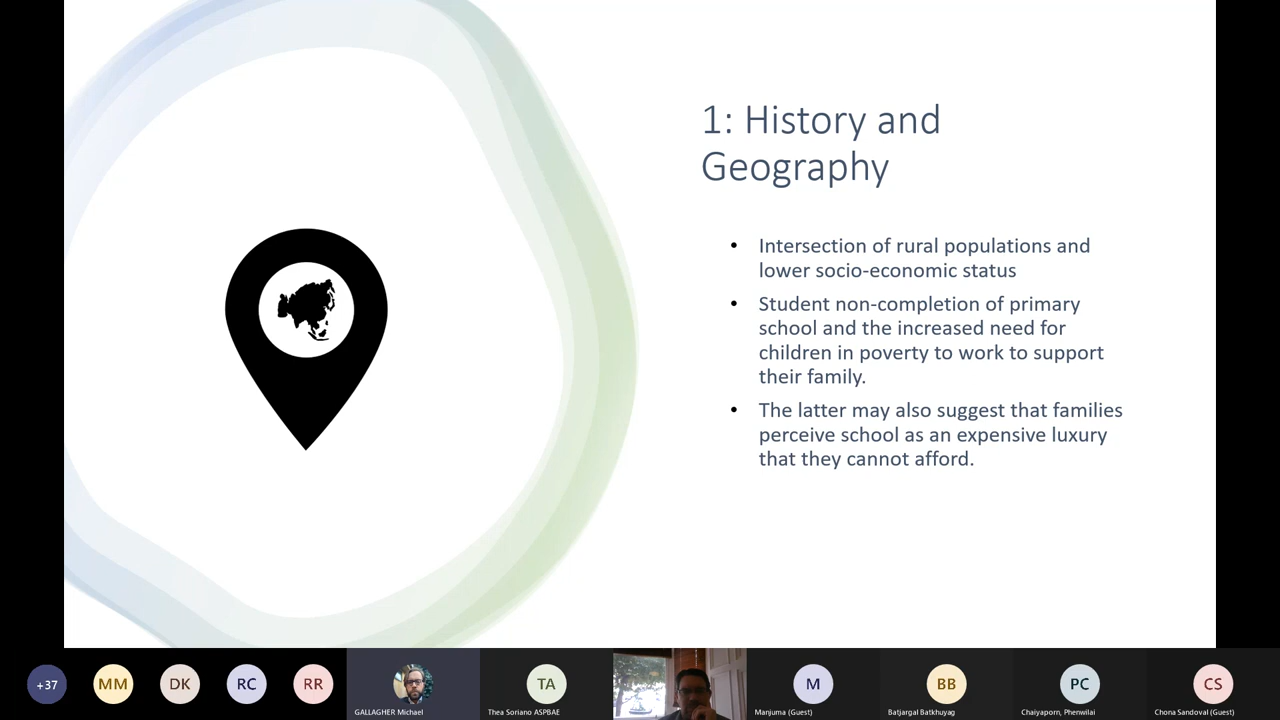 1: History and
Geography
• Intersection of rural populations and
lower socio-economic status
• Student non-completion of primary
school and the increased need for
children in poverty to work to support
their family.
• The latter may also suggest that families
perceive school as an expensive luxury
that they cannot afford.
+37
MM
DK
RC
RR
GALLAGHER Michael
TA
Thea Soriano ASPBAE
M
Manjuma (Guest)
BB
Batjargal Batkhuyag
PC
Chaiyaporn, Phenwilai
CS
Chona Sandoval (Guest)